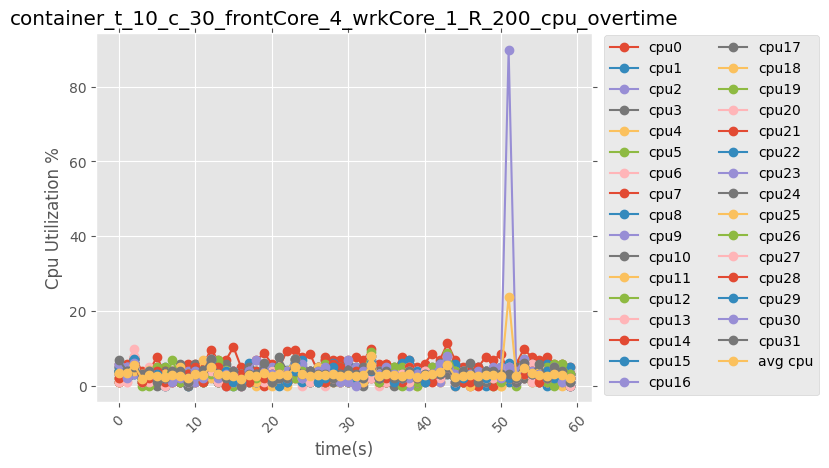 container_t_10_c_30_frontCore_4_wrkCore_1_R_200_cpu_overtime
Cpu Utilization %
80
60
40
20
0
0
10
20
30
40
50
60
time(s)
cpu0
cpu1
cpu2
cpu3
cpu4
cpu5
cpu6
cpu7
cpu8
cpu9
cpu10
cpu11
cpu12
cpu13
cpu14
cpu15
cpu16
cpu17
cpu18
cpu19
cpu20
cpu21
cpu22
cpu23
cpu24
cpu25
cpu26
cpu27
cpu28
cpu29
cpu30
cpu31
avg cpu